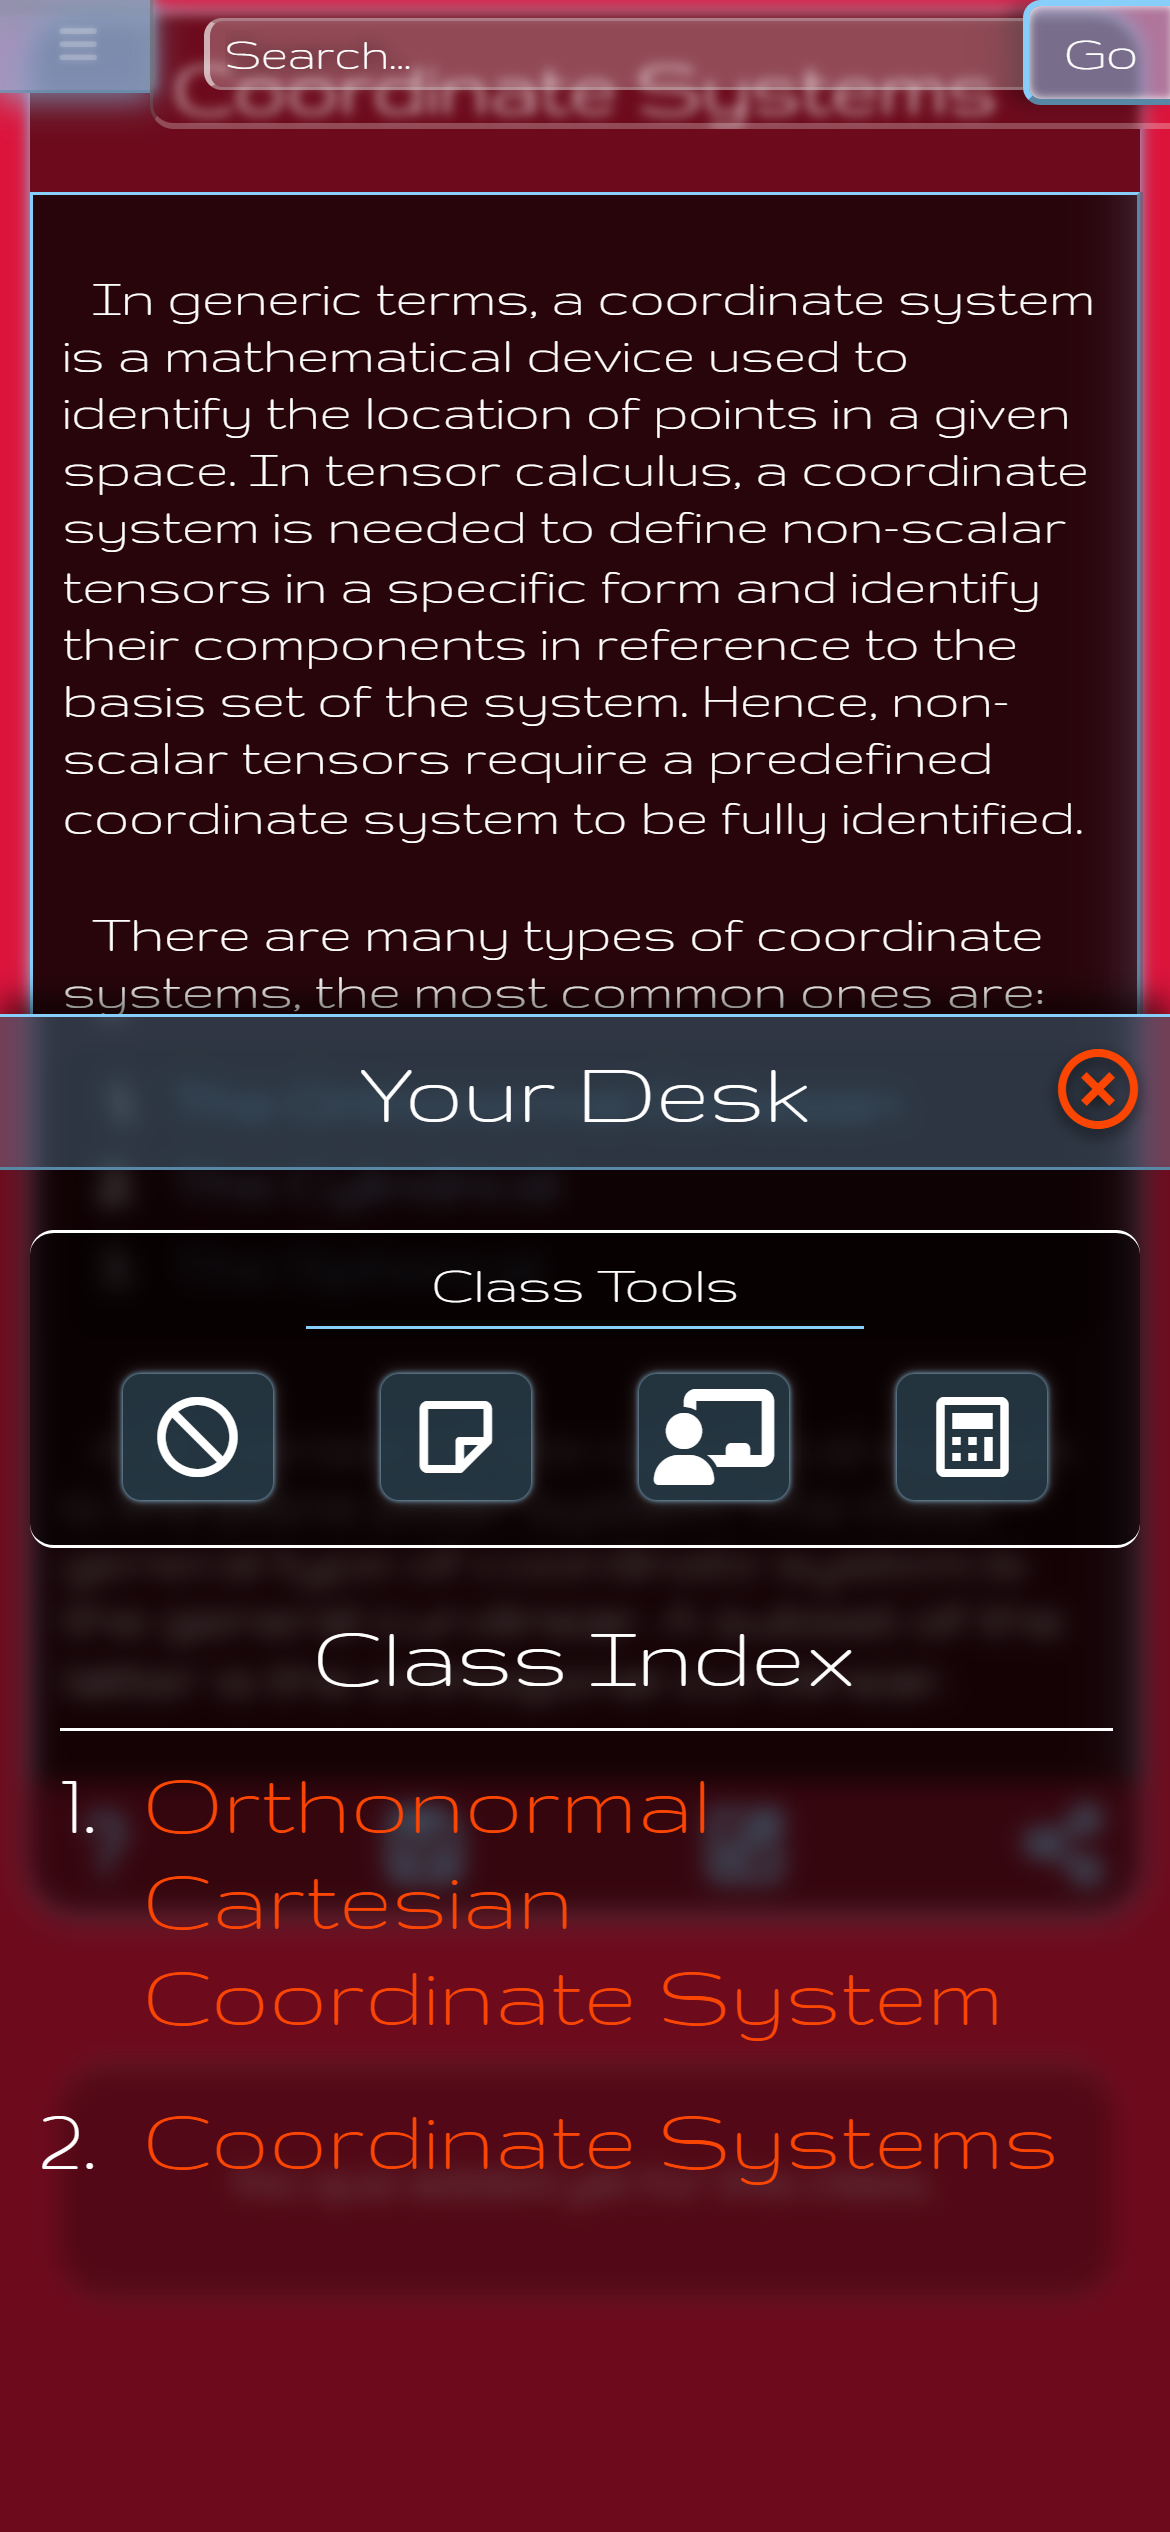 Search...
Go
Coordinate Systems
In generic terms, a coordinate system
is a mathematical device used to
identify the location of points in a given
space. In tensor calculus, a coordinate
system is needed to define non-scalar
tensors in a specific form and identify
their components in reference to the
basis set of the system. Hence, non-
scalar tensors require a predefined
coordinate system to be fully identified.
There are many types of coordinate
systems, the most common ones are:
Your Desk
Class Tools
Class Index
1. Orthonormal
Cartesian
Coordinate System
2. Coordinate Systems